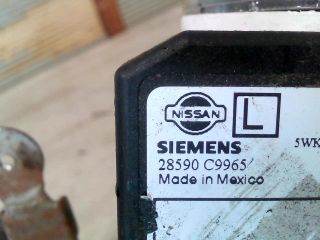 NISSAN L
SIEMENS 5WK
28590 C9965
Made in Mexico